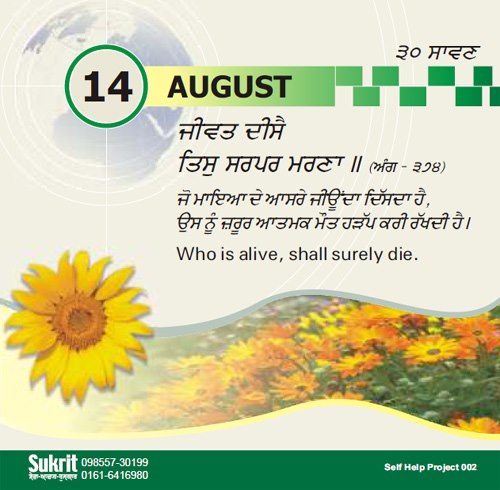 ੩੦ ਸਾਵਣ
14 AUGUST
ਜੀਵਤ ਦੀਸੈ
ਤਿਸੁ ਸਰਪਰ ਮਰਣਾ ॥ (ਅੰਗ - ੩੭੪)
ਜੋ ਮਾਇਆ ਦੇ ਆਸਰੇ ਜੀਊਂਦਾ ਦਿੱਸਦਾ ਹੈ,
ਉਸ ਨੂੰ ਜ਼ਰੂਰ ਆਤਮਕ ਮੌਤ ਹੜੱਪ ਕਰੀ ਰੱਖਦੀ ਹੈ।
Who is alive, shall surely die.
Sukrit 098557-30199
0161-6416980
Self Help Project 002